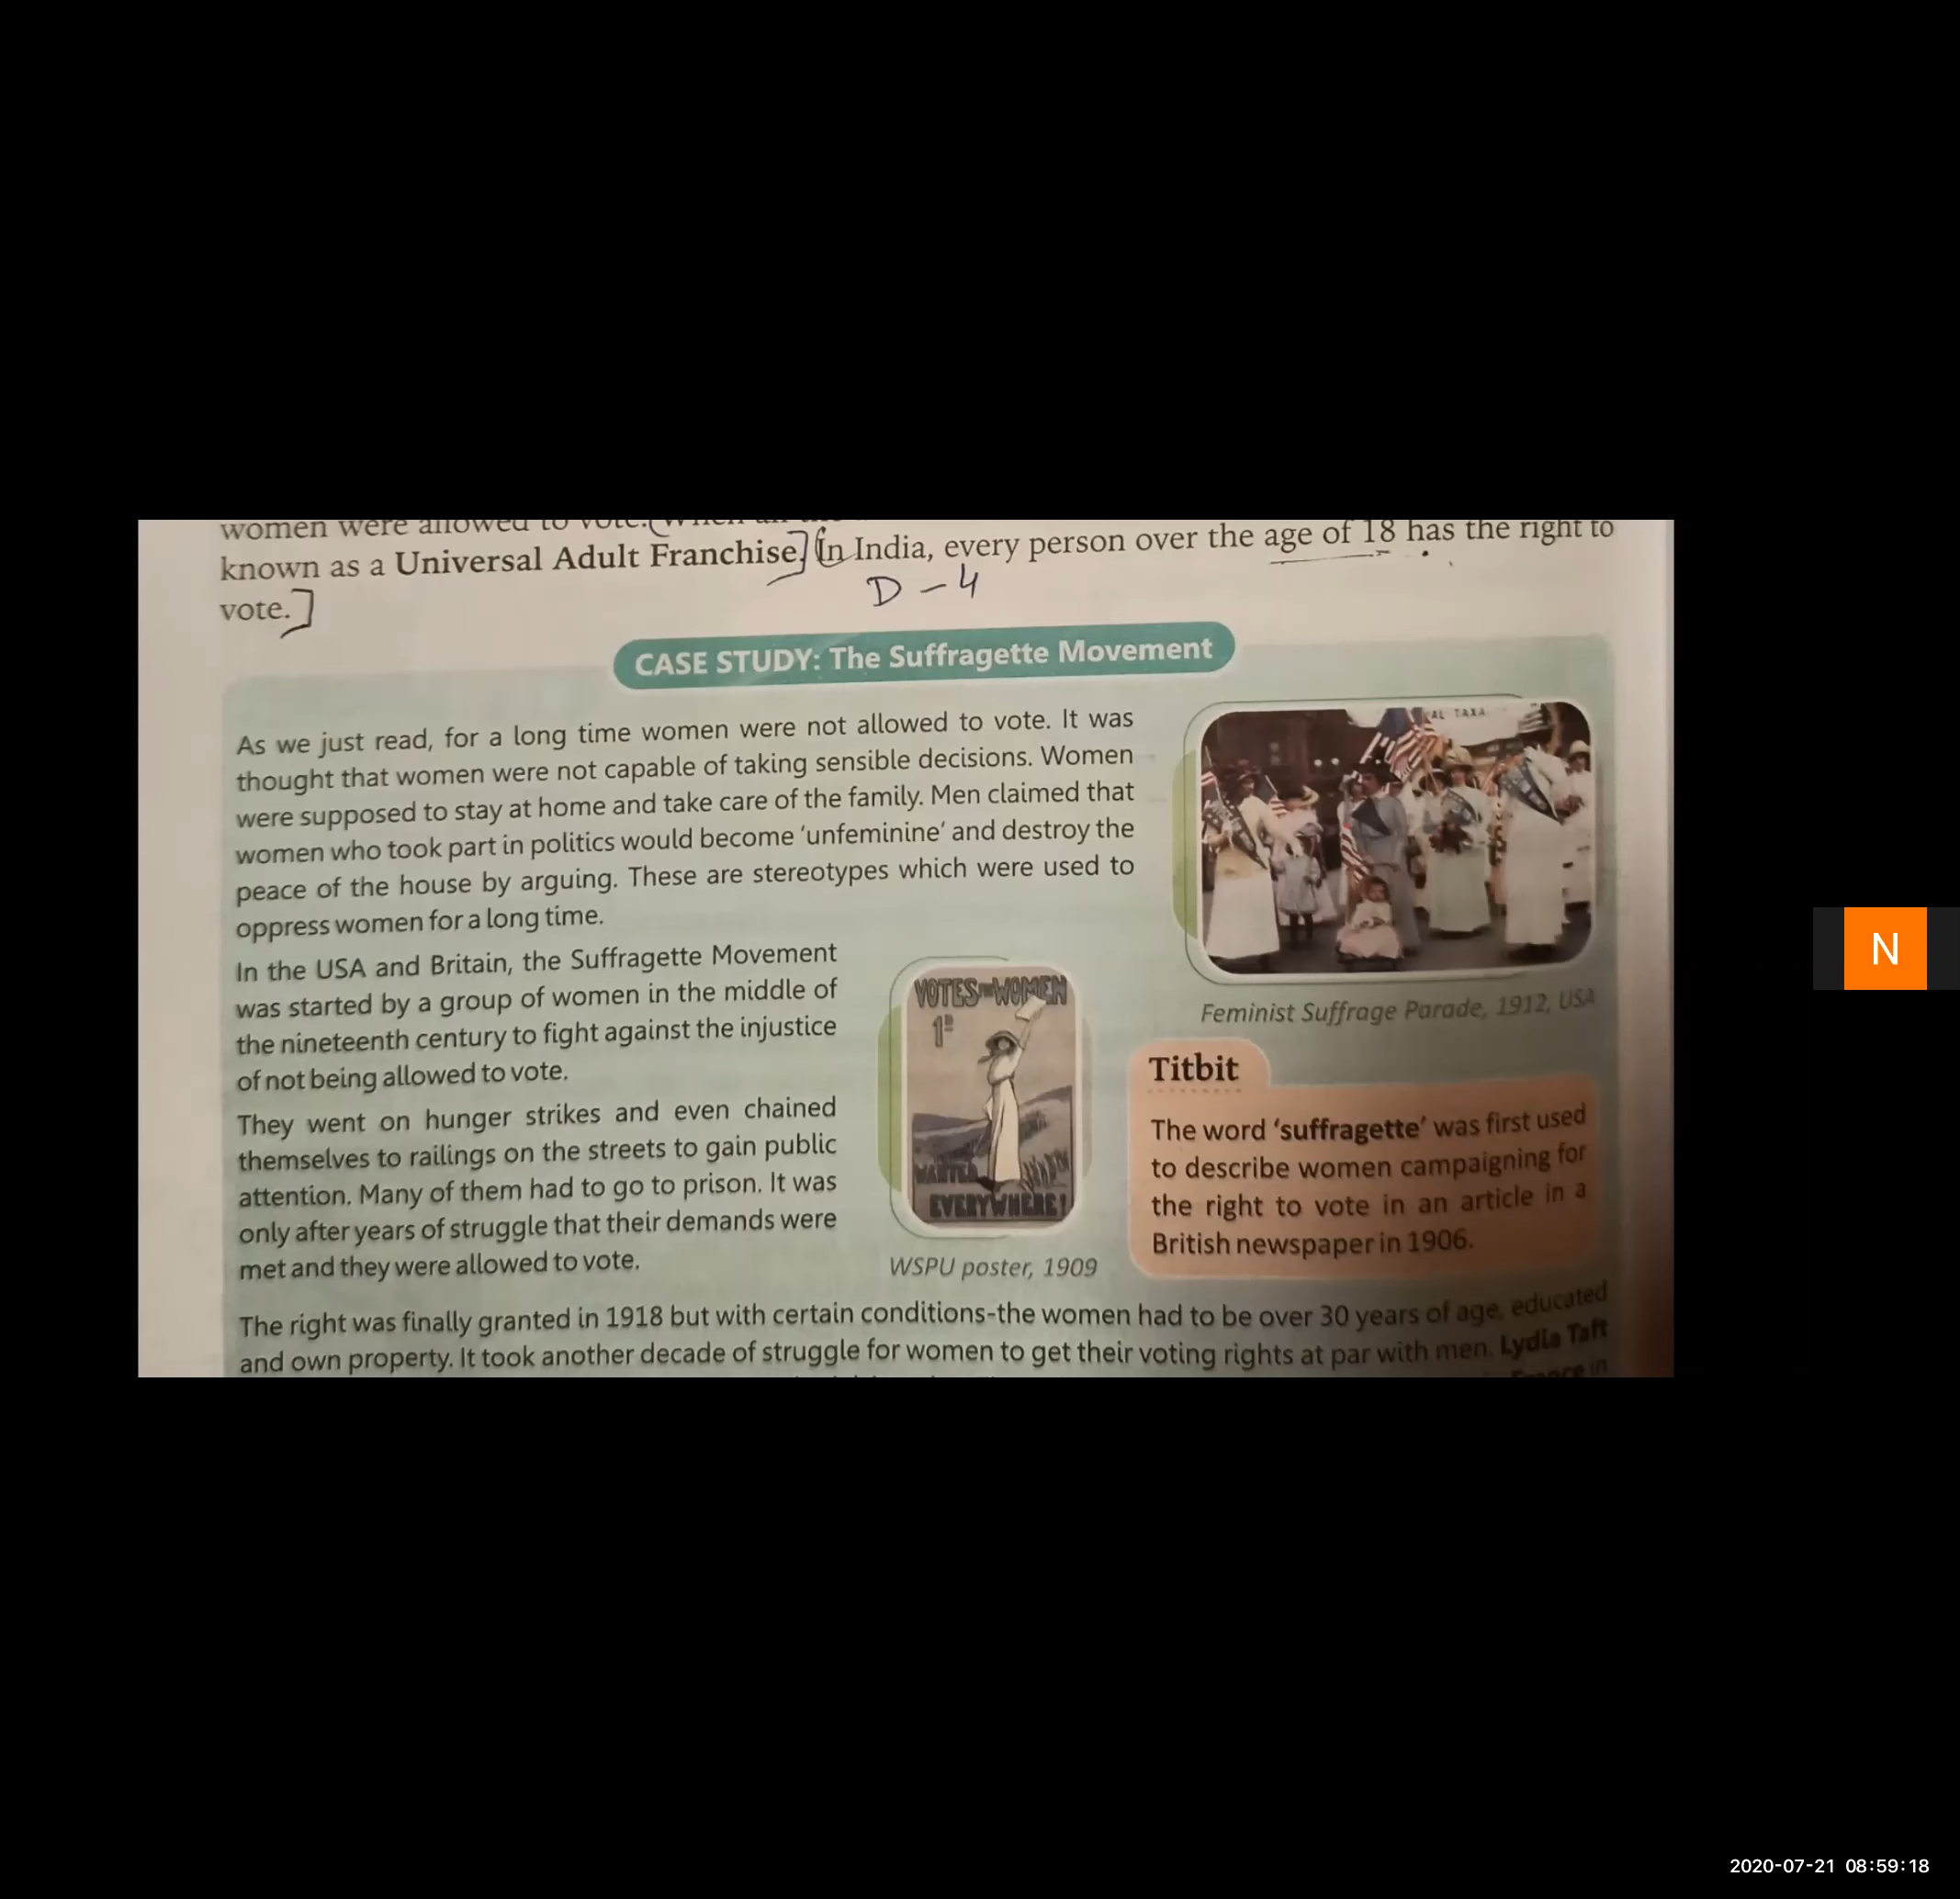 women were allowed to vote.
known as a Universal Adult Franchise.] [In India, every person over the age of 18 has the right to
vote.]
D - 4
CASE STUDY: The Suffragette Movement
As we just read, for a long time women were not allowed to vote. It was
thought that women were not capable of taking sensible decisions. Women
were supposed to stay at home and take care of the family. Men claimed that
women who took part in politics would become ‘unfeminine’ and destroy the
peace of the house by arguing. These are stereotypes which were used to
oppress women for a long time.
In the USA and Britain, the Suffragette Movement
was started by a group of women in the middle of
the nineteenth century to fight against the injustice
of not being allowed to vote.
They went on hunger strikes and even chained
themselves to railings on the streets to gain public
attention. Many of them had to go to prison. It was
only after years of struggle that their demands were
met and they were allowed to vote.
VOTES FOR WOMEN
1D
WANTED
EVERYWHERE!
WSPU poster, 1909
AL TAXA
Feminist Suffrage Parade, 1912, USA
Titbit
The word ‘suffragette’ was first used
to describe women campaigning for
the right to vote in an article in a
British newspaper in 1906.
The right was finally granted in 1918 but with certain conditions-the women had to be over 30 years of age, educated
and own property. It took another decade of struggle for women to get their voting rights at par with men. Lydia Taft
France in
N
2020-07-21 08:59:18